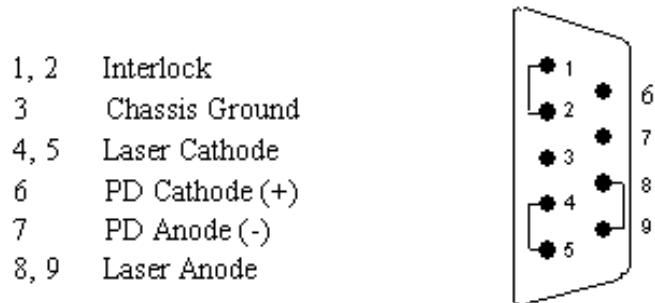 1, 2 Interlock
3 Chassis Ground
4, 5 Laser Cathode
6 PD Cathode (+)
7 PD Anode (-)
8, 9 Laser Anode
1
2
3
4
5
6
7
8
9